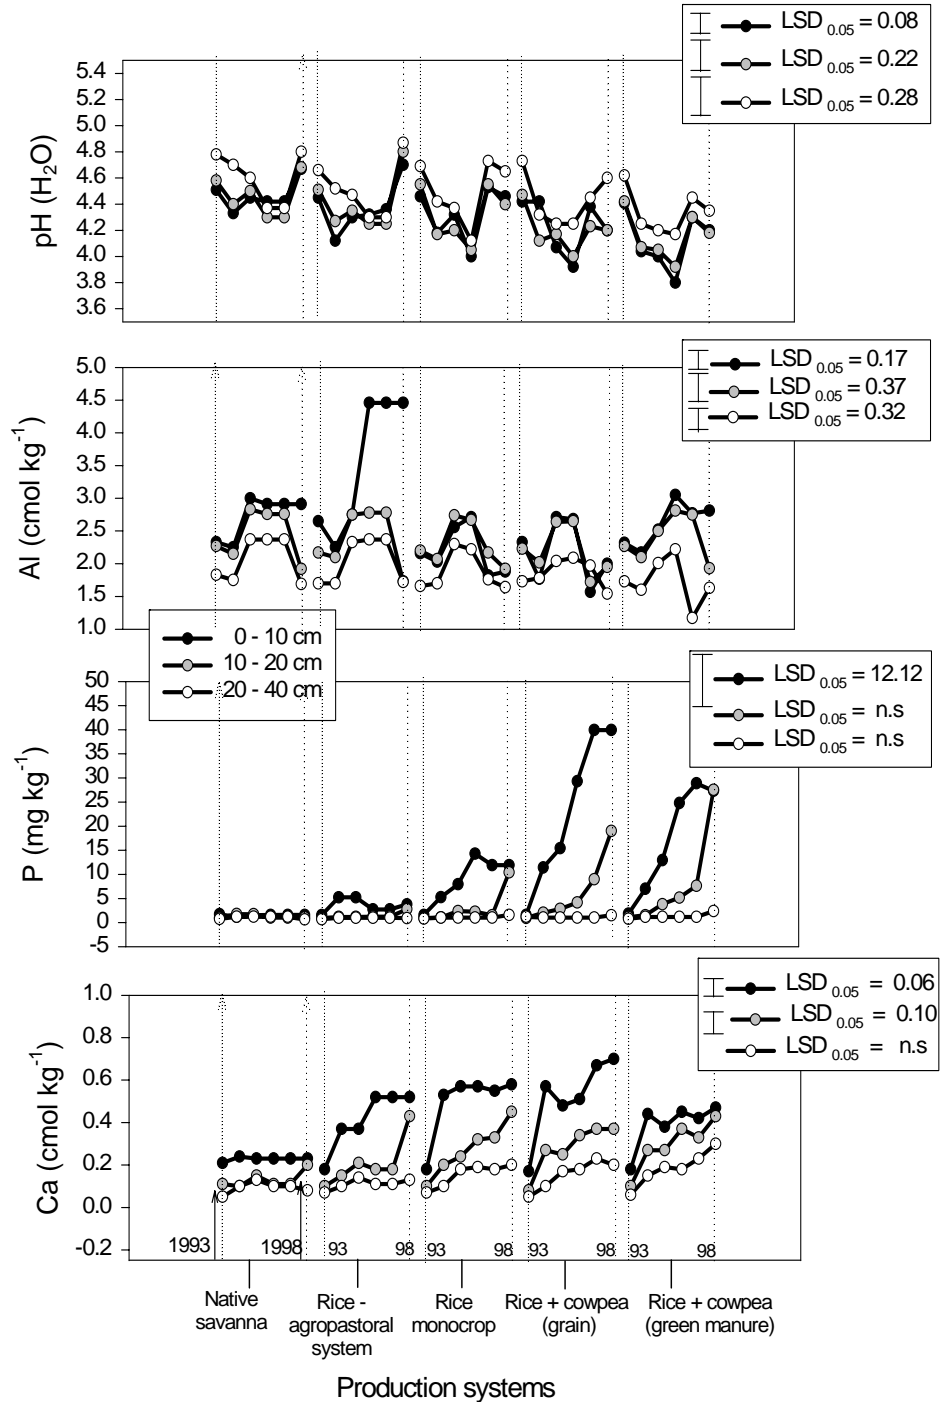 LSD 0.05 = 0.08
LSD 0.05 = 0.22
LSD 0.05 = 0.28
5.4
5.2
5.0
4.8
4.6
4.4
4.2
4.0
3.8
3.6
pH (H2O)
LSD 0.05 = 0.17
LSD 0.05 = 0.37
LSD 0.05 = 0.32
5.0
4.5
4.0
3.5
3.0
2.5
2.0
1.5
1.0
Al (cmol kg-1)
0 - 10 cm
10 - 20 cm
20 - 40 cm
LSD 0.05 = 12.12
LSD 0.05 = n.s
LSD 0.05 = n.s
50
45
40
35
30
25
20
15
10
5
0
-5
P (mg kg-1)
LSD 0.05 = 0.06
LSD 0.05 = 0.10
LSD 0.05 = n.s
1.0
0.8
0.6
0.4
0.2
0.0
-0.2
Ca (cmol kg-1)
1993 1998 93 98 93 98 93 98 93 98
Native savanna
Rice - agropastoral system
Rice monocrop
Rice + cowpea (grain)
Rice + cowpea (green manure)
Production systems